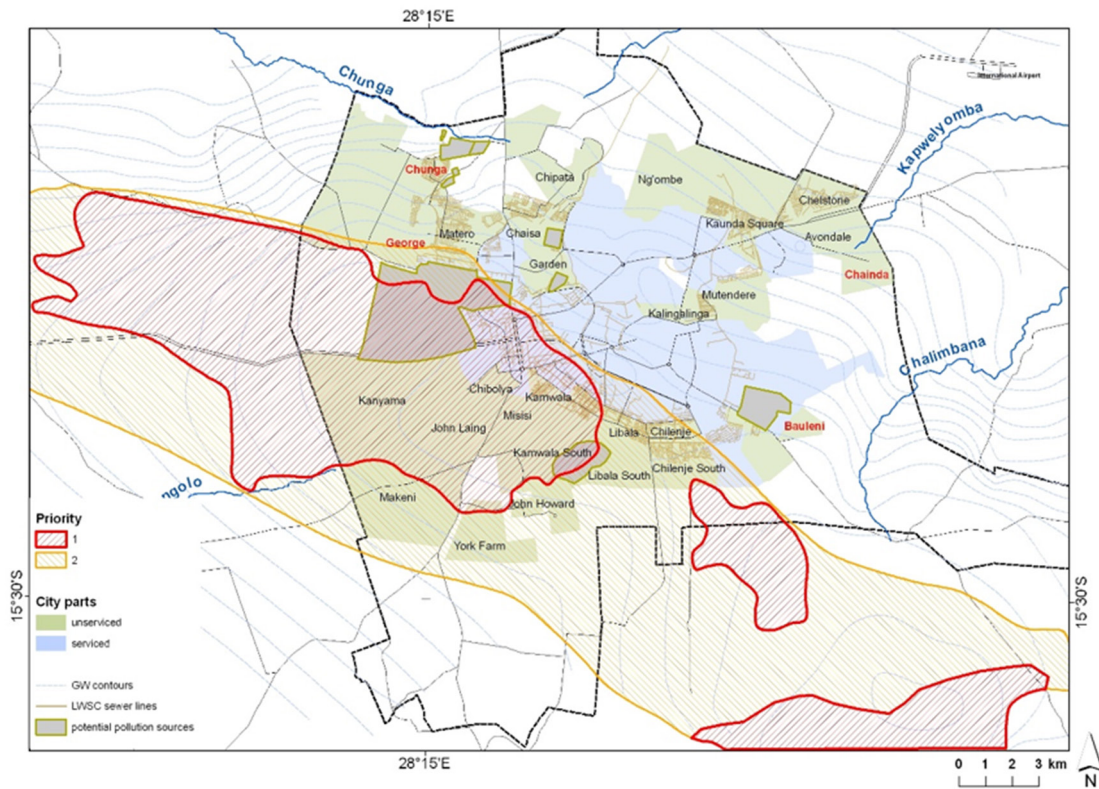 28°15'E
International Airport
Chunga
Kapwelyomba
Chunga
Chipata
Ng'ombe
Chelstone
Kaunda Square
Matero
Chaisa
Avondale
George
Garden
Chainda
Mutendere
Kalingalinga
Chalimbana
Chibolya
Kanyama
Kamwala
Misisi
John Laing
Libala
Chilenje
Bauleni
Kamwala South
Chilenje South
Libala South
ngolo
Makeni
John Howard
York Farm
Priority
1
2
15°30'S
15°30'S
City parts
unserviced
serviced
GW contours
LWSC sewer lines
potential pollution sources
28°15'E
0 1 2 3 km
N